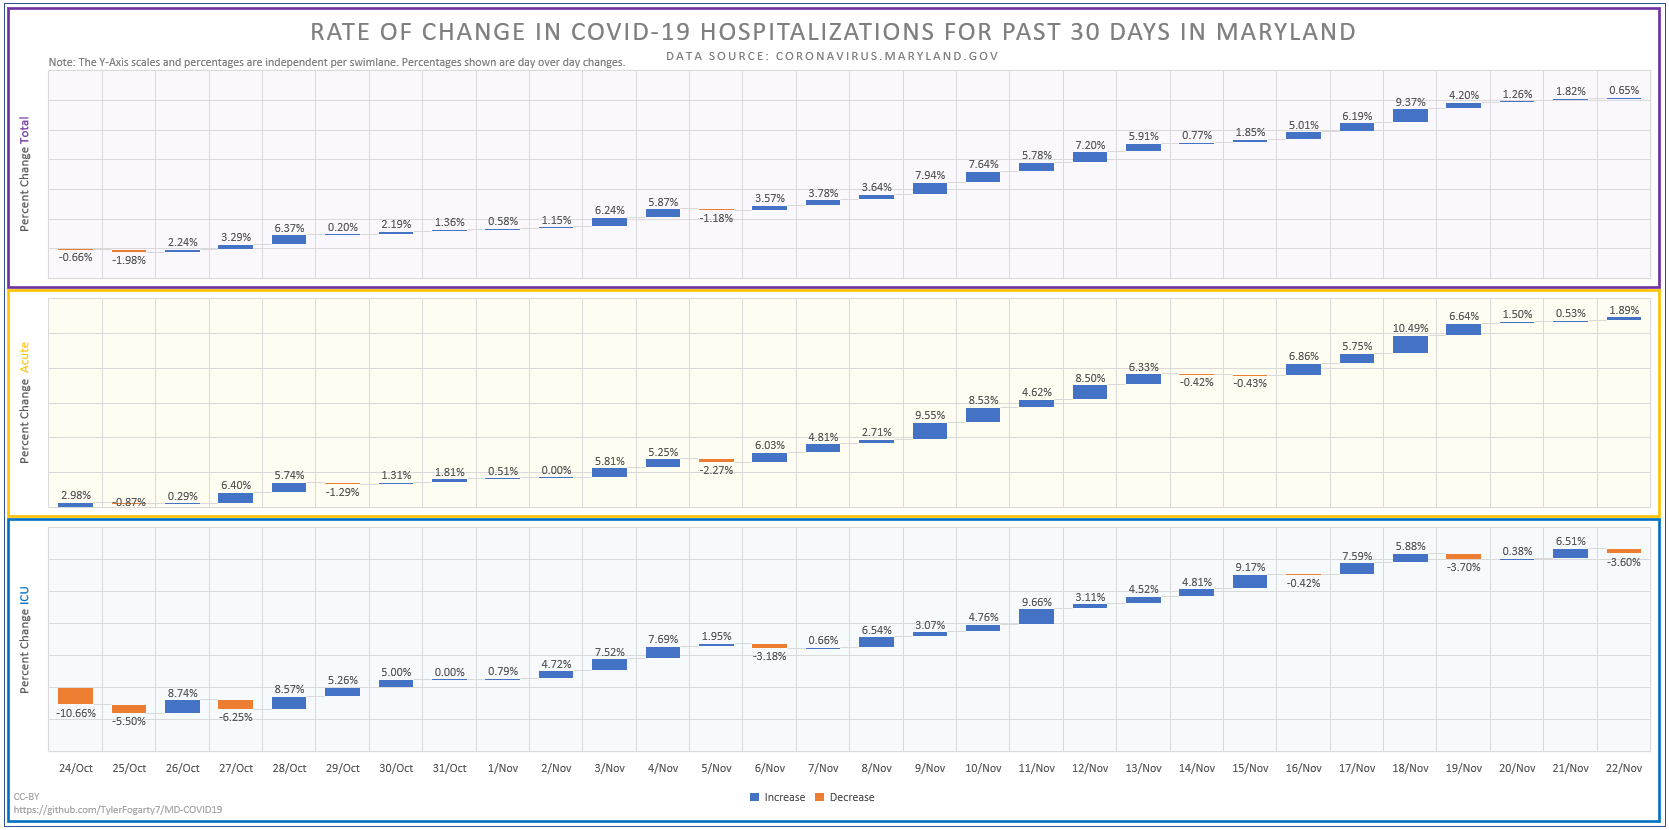 RATE OF CHANGE IN COVID-19 HOSPITALIZATIONS FOR PAST 30 DAYS IN MARYLAND
DATA SOURCE: CORONAVIRUS.MARYLAND.GOV
Note: The Y-Axis scales and percentages are independent per swimlane. Percentages shown are day over day changes.
Percent Change Total
-0.66% -1.98% 2.24% 3.29% 6.37% 0.20% 2.19% 1.36% 0.58% 1.15% 6.24% 5.87% -1.18% 3.57% 3.78% 3.64% 7.94% 7.64% 5.78% 7.20% 5.91% 0.77% 1.85% 5.01% 6.19% 9.37% 4.20% 1.26% 1.82% 0.65%
Percent Change Acute
2.98% -0.87% 0.29% 6.40% 5.74% -1.29% 1.31% 1.81% 0.51% 0.00% 5.81% 5.25% -2.27% 6.03% 4.81% 2.71% 9.55% 8.53% 4.62% 8.50% 6.33% -0.42% -0.43% 6.86% 5.75% 10.49% 6.64% 1.50% 0.53% 1.89%
Percent Change ICU
-10.66% -5.50% 8.74% -6.25% 8.57% 5.26% 5.00% 0.00% 0.79% 4.72% 7.52% 7.69% 1.95% -3.18% 0.66% 6.54% 3.07% 4.76% 9.66% 3.11% 4.52% 4.81% 9.17% -0.42% 7.59% 5.88% -3.70% 0.38% 6.51% -3.60%
24/Oct 25/Oct 26/Oct 27/Oct 28/Oct 29/Oct 30/Oct 31/Oct 1/Nov 2/Nov 3/Nov 4/Nov 5/Nov 6/Nov 7/Nov 8/Nov 9/Nov 10/Nov 11/Nov 12/Nov 13/Nov 14/Nov 15/Nov 16/Nov 17/Nov 18/Nov 19/Nov 20/Nov 21/Nov 22/Nov
Increase Decrease
CC-BY
https://github.com/TylerFogarty7/MD-COVID19